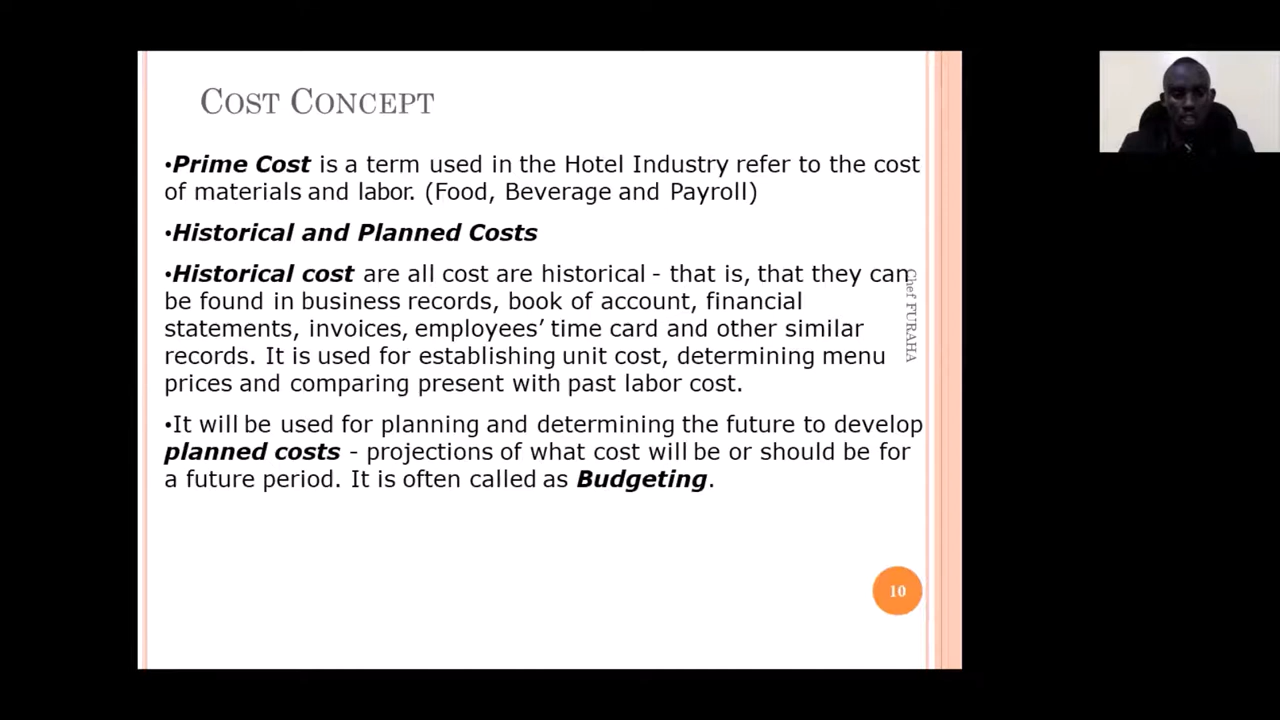 COST CONCEPT
•Prime Cost is a term used in the Hotel Industry refer to the cost
of materials and labor. (Food, Beverage and Payroll)
•Historical and Planned Costs
•Historical cost are all cost are historical - that is, that they can
be found in business records, book of account, financial
statements, invoices, employees’ time card and other similar
records. It is used for establishing unit cost, determining menu
prices and comparing present with past labor cost.
•It will be used for planning and determining the future to develop
planned costs - projections of what cost will be or should be for
a future period. It is often called as Budgeting.
Chef FURAHA
10